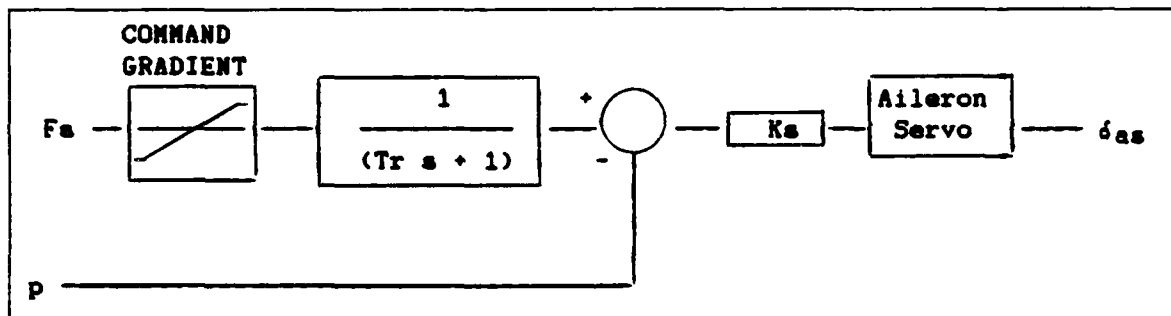 COMMAND
GRADIENT
Fa
1
(Tr s + 1)
+
-
Ks
Aileron
Servo
δas
p